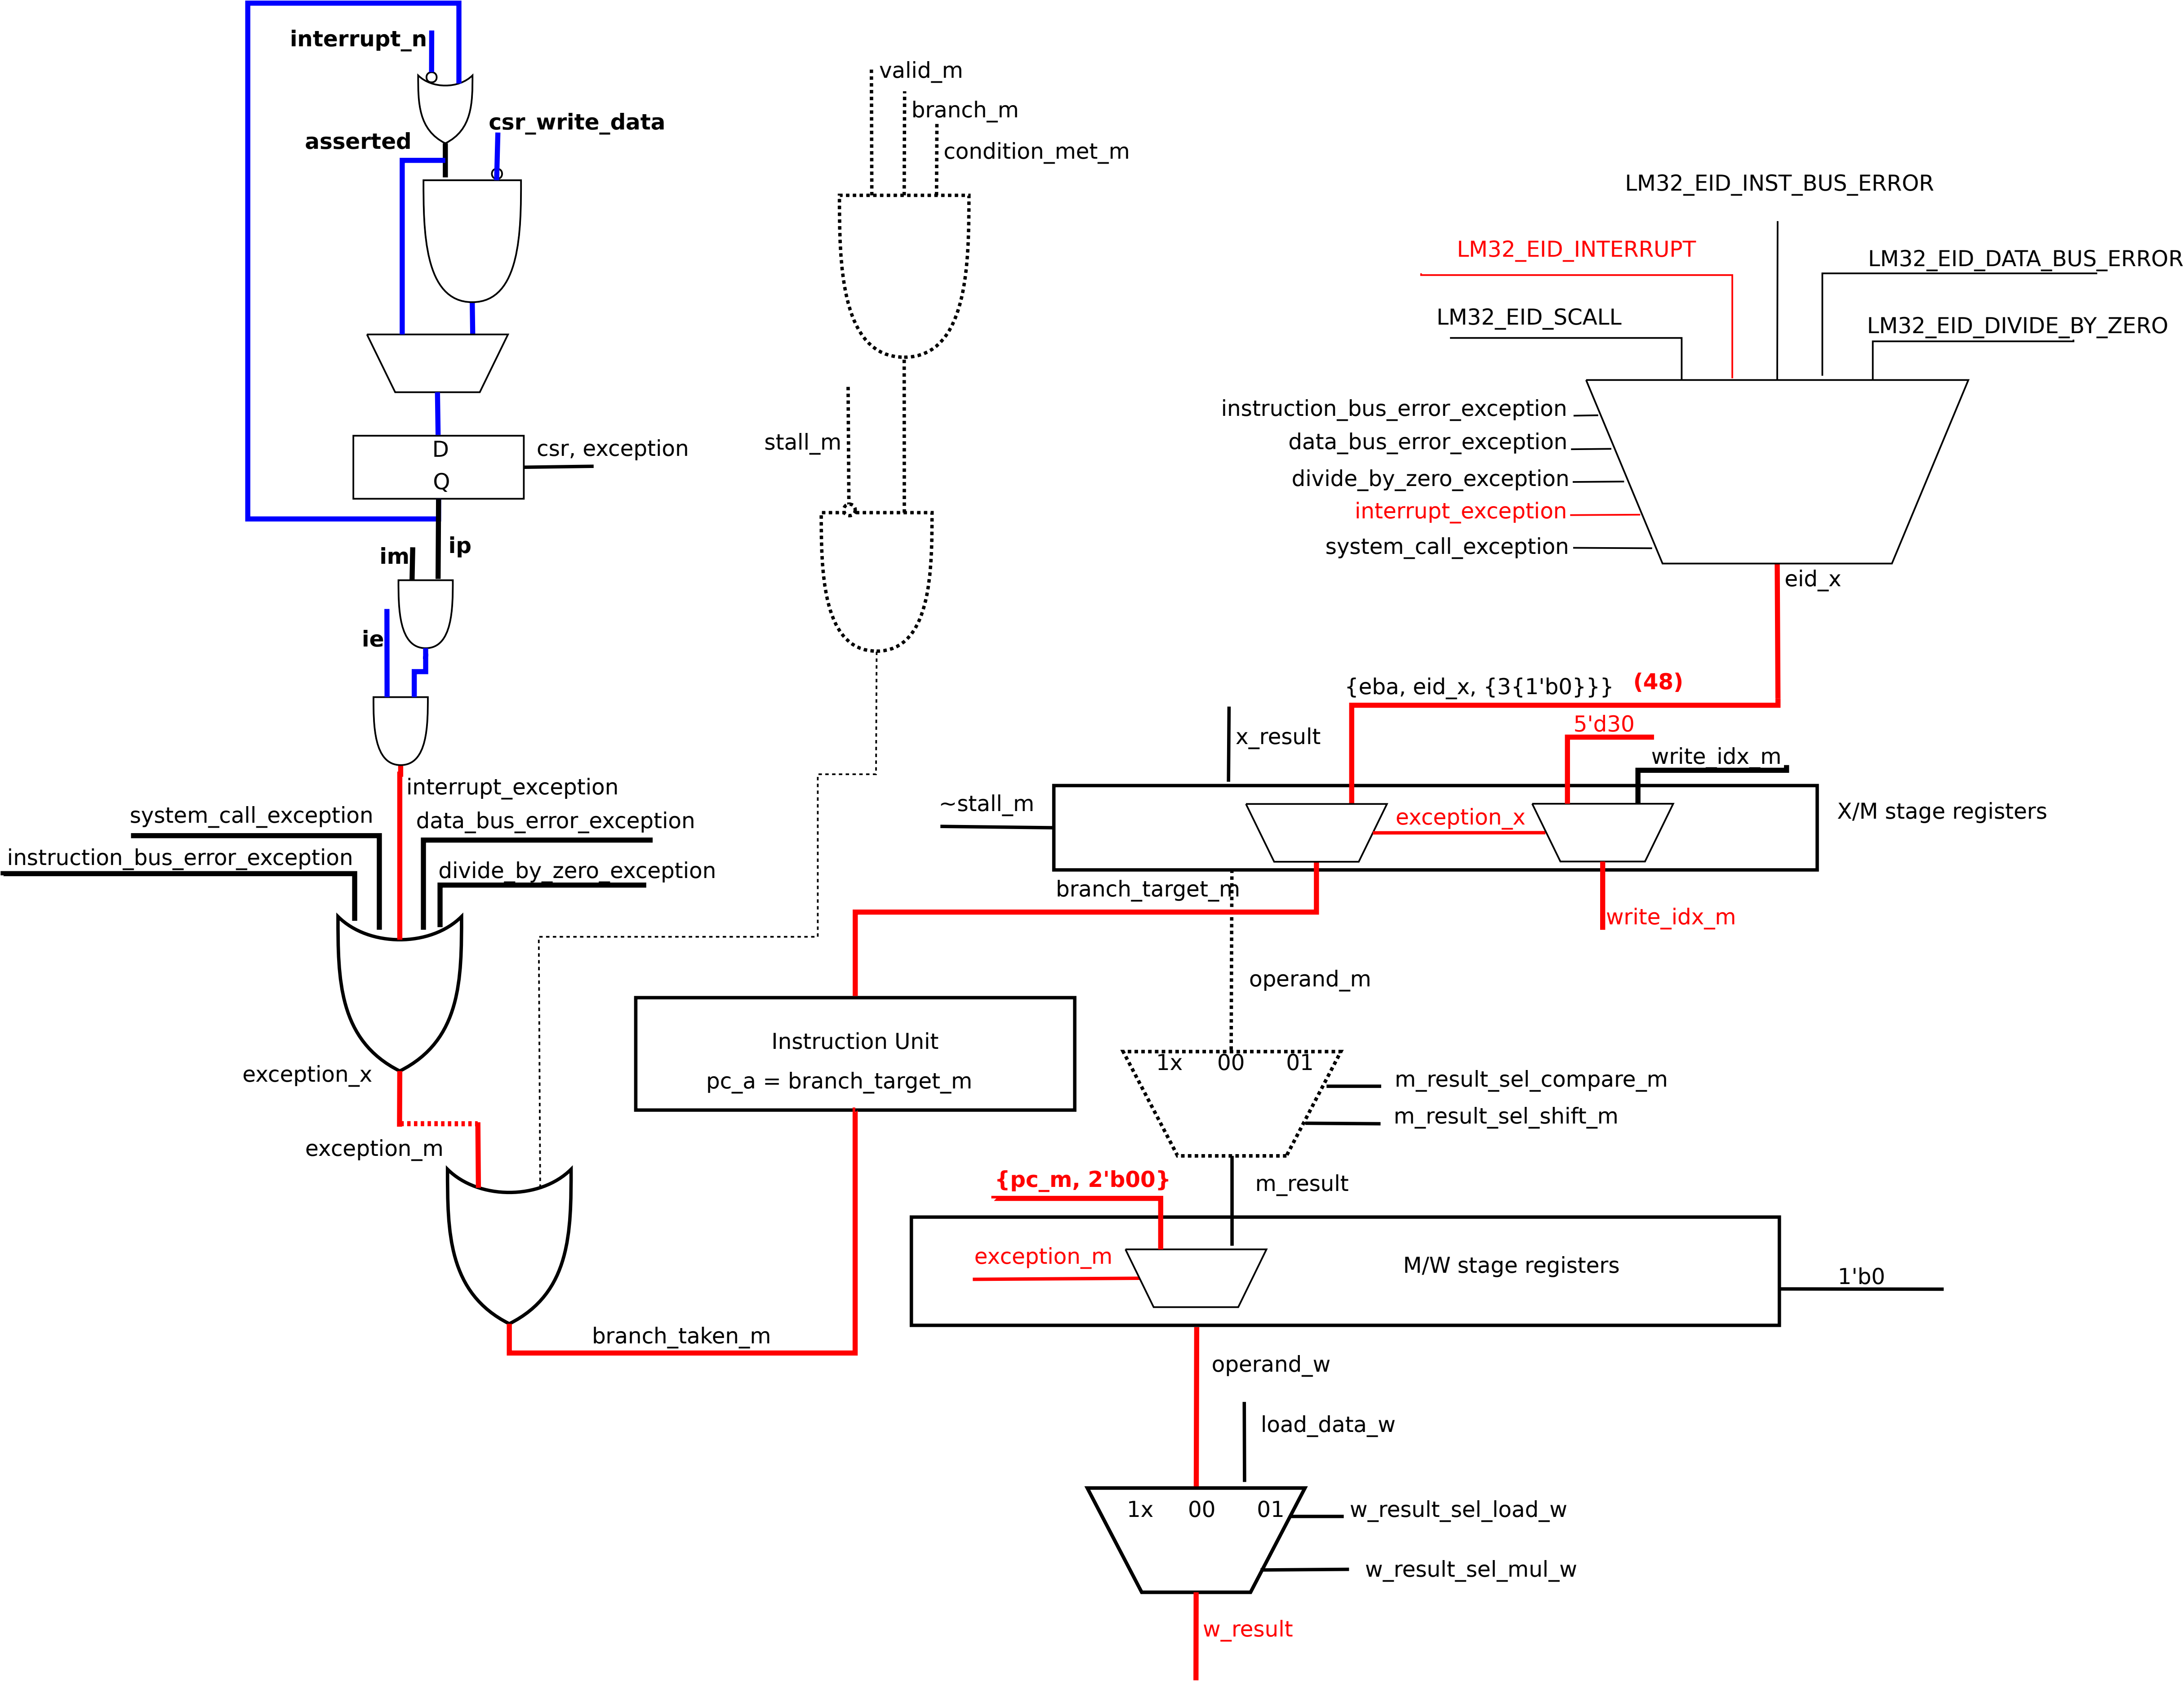 interrupt_n
asserted
csr_write_data
D
Q
csr, exception
im
ip
ie
interrupt_exception
system_call_exception
data_bus_error_exception
instruction_bus_error_exception
divide_by_zero_exception
exception_x
exception_m
branch_taken_m
valid_m
branch_m
condition_met_m
stall_m
LM32_EID_INST_BUS_ERROR
LM32_EID_INTERRUPT
LM32_EID_DATA_BUS_ERROR
LM32_EID_SCALL
LM32_EID_DIVIDE_BY_ZERO
instruction_bus_error_exception
data_bus_error_exception
divide_by_zero_exception
interrupt_exception
system_call_exception
eid_x
{eba, eid_x, {3{1'b0}}} (48)
5'd30
x_result
write_idx_m
~stall_m
exception_x
X/M stage registers
branch_target_m
write_idx_m
operand_m
Instruction Unit
pc_a = branch_target_m
1x 00 01
m_result_sel_compare_m
m_result_sel_shift_m
{pc_m, 2'b00}
m_result
exception_m
M/W stage registers
1'b0
operand_w
load_data_w
1x 00 01
w_result_sel_load_w
w_result_sel_mul_w
w_result